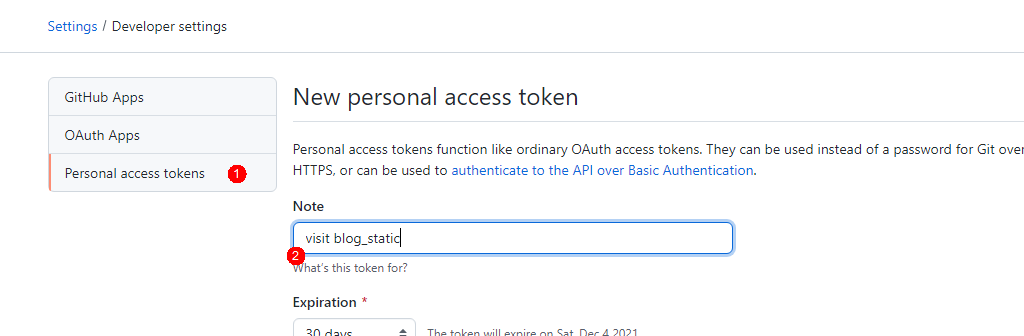 Settings / Developer settings
GitHub Apps
OAuth Apps
Personal access tokens
1
New personal access token
Personal access tokens function like ordinary OAuth access tokens. They can be used instead of a password for Git over
HTTPS, or can be used to authenticate to the API over Basic Authentication.
Note
visit blog_static
2
What's this token for?
Expiration *
30 days
The token will expire on Sat, Dec 4 2021